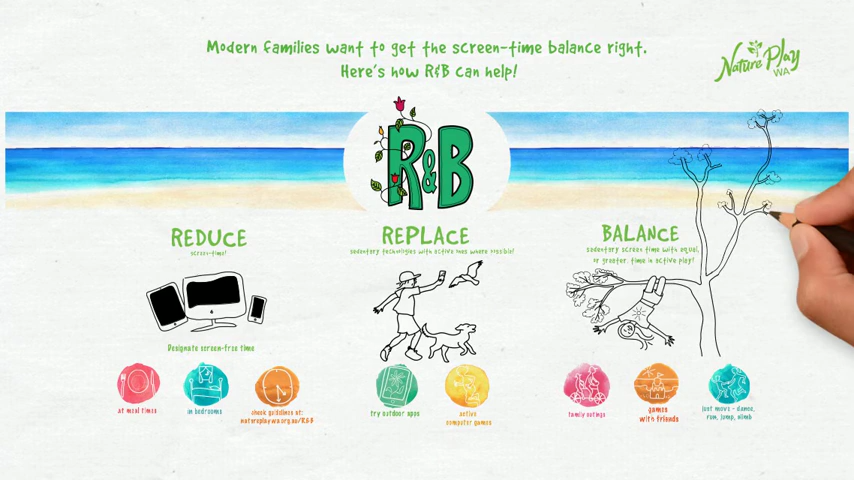 Modern families want to get the screen-time balance right.
Here's how R&B can help!
Nature Play
WA
R&B
REDUCE
screen-time!
Designate screen-free time
at meal times
in bedrooms
check guidlines at:
natureplaywa.org.au/R&B
REPLACE
sedentary technologies with active ones where possible!
try outdoor apps
active
computer games
BALANCE
sedentary screen time with equal,
or greater, time in active play!
family outings
games
with friends
just move - dance,
run, jump, climb